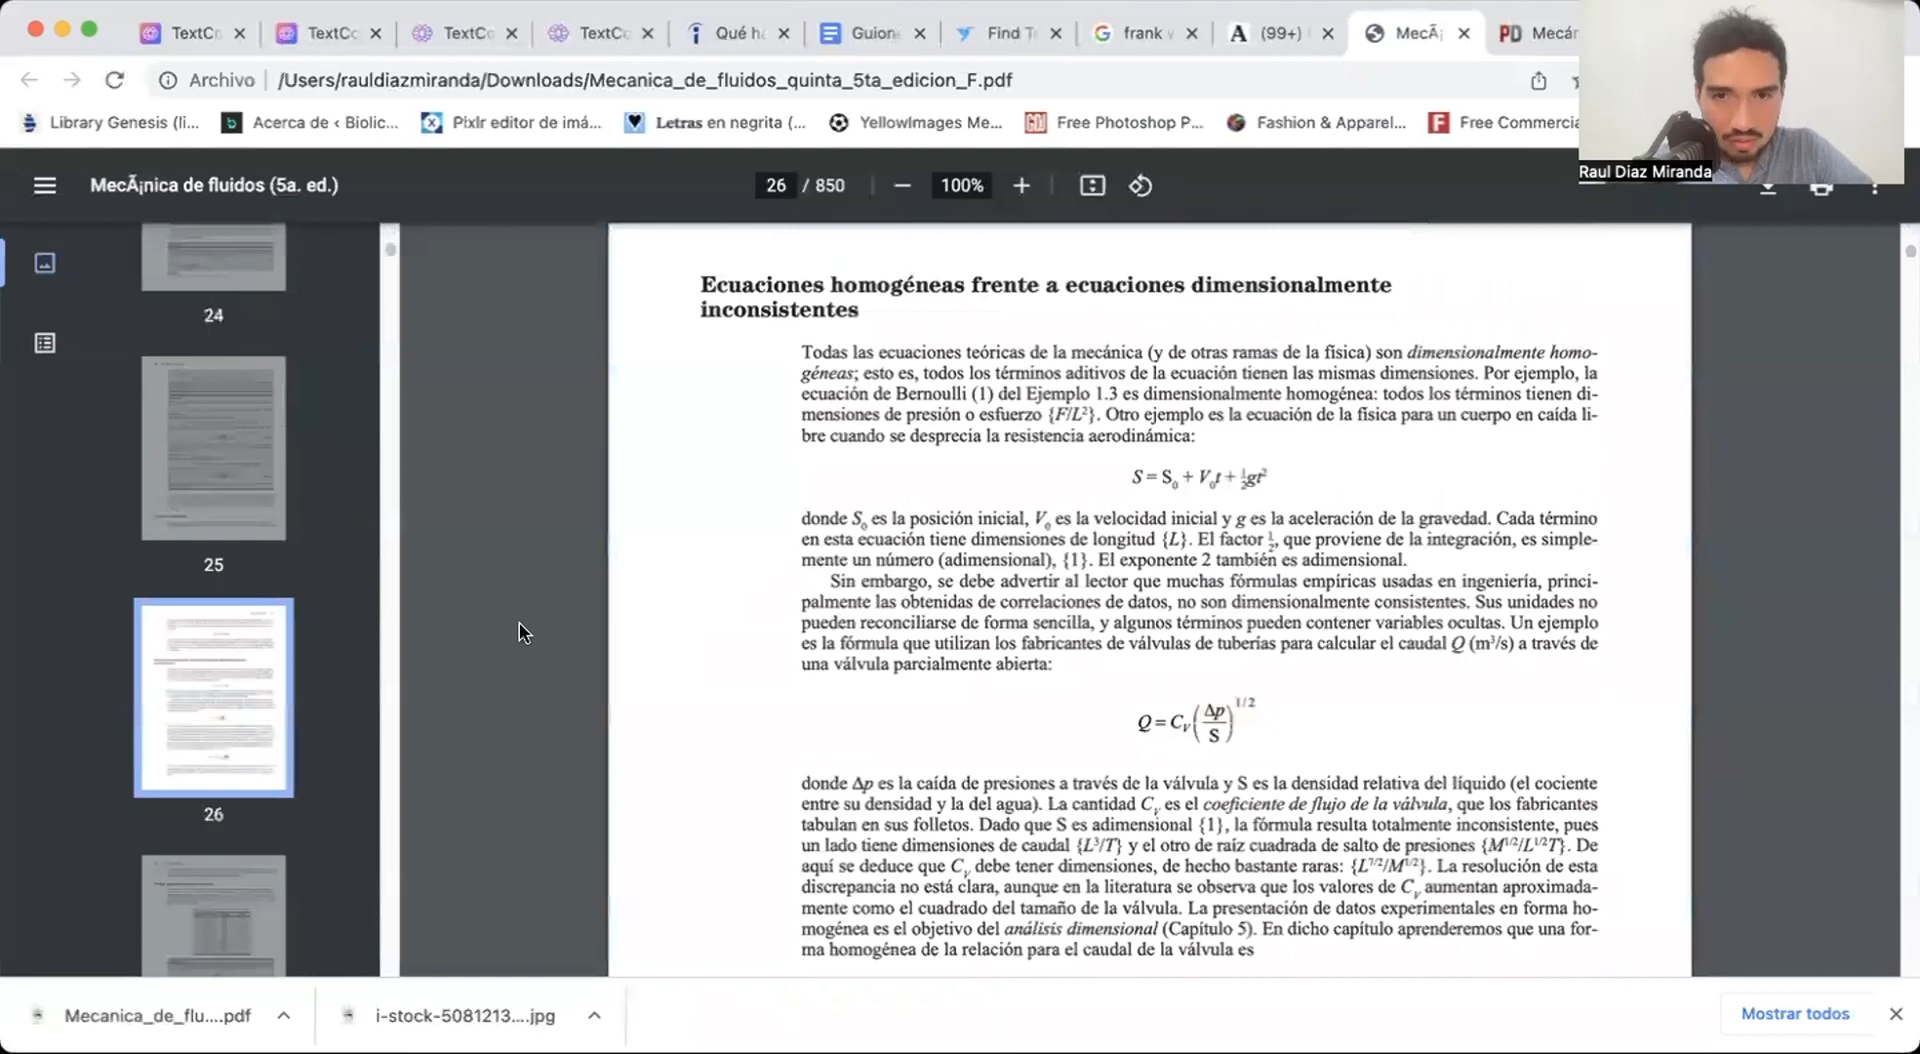 TextCo
TextCo
TextCo
TextCo
Qué ha
Guion
Find T
frank v
(99+)
MecÃ¡
PD Mecán
Archivo | /Users/rauldiazmiranda/Downloads/Mecanica_de_fluidos_quinta_5ta_edicion_F.pdf
Library Genesis (li...
Acerca de ‹ Biolic...
Pixlr editor de imá...
Letras en negrita (...
YellowImages Me...
Free Photoshop P...
Fashion & Apparel...
Free Commercia
Raul Diaz Miranda
MecÃ¡nica de fluidos (5a. ed.)
26 / 850
100%
24
25
26
Ecuaciones homogéneas frente a ecuaciones dimensionalmente
inconsistentes
Todas las ecuaciones teóricas de la mecánica (y de otras ramas de la física) son dimensionalmente homo-
géneas; esto es, todos los términos aditivos de la ecuación tienen las mismas dimensiones. Por ejemplo, la
ecuación de Bernoulli (1) del Ejemplo 1.3 es dimensionalmente homogénea: todos los términos tienen di-
mensiones de presión o esfuerzo {F/L²}. Otro ejemplo es la ecuación de la física para un cuerpo en caída li-
bre cuando se desprecia la resistencia aerodinámica:
S = S₀ + V₀t + ½gt²
donde S₀ es la posición inicial, V₀ es la velocidad inicial y g es la aceleración de la gravedad. Cada término
en esta ecuación tiene dimensiones de longitud {L}. El factor ½, que proviene de la integración, es simple-
mente un número (adimensional), {1}. El exponente 2 también es adimensional.
Sin embargo, se debe advertir al lector que muchas fórmulas empíricas usadas en ingeniería, princi-
palmente las obtenidas de correlaciones de datos, no son dimensionalmente consistentes. Sus unidades no
pueden reconciliarse de forma sencilla, y algunos términos pueden contener variables ocultas. Un ejemplo
es la fórmula que utilizan los fabricantes de válvulas de tuberías para calcular el caudal Q (m³/s) a través de
una válvula parcialmente abierta:
Q = C_V (Δp/S)^1/2
donde Δp es la caída de presiones a través de la válvula y S es la densidad relativa del líquido (el cociente
entre su densidad y la del agua). La cantidad C_V es el coeficiente de flujo de la válvula, que los fabricantes
tabulan en sus folletos. Dado que S es adimensional {1}, la fórmula resulta totalmente inconsistente, pues
un lado tiene dimensiones de caudal {L³/T} y el otro de raíz cuadrada de salto de presiones {M^1/2/L^1/2T}. De
aquí se deduce que C_V debe tener dimensiones, de hecho bastante raras: {L^7/2/M^1/2}. La resolución de esta
discrepancia no está clara, aunque en la literatura se observa que los valores de C_V aumentan aproximada-
mente como el cuadrado del tamaño de la válvula. La presentación de datos experimentales en forma ho-
mogénea es el objetivo del análisis dimensional (Capítulo 5). En dicho capítulo aprenderemos que una for-
ma homogénea de la relación para el caudal de la válvula es
Mecanica_de_flu....pdf
i-stock-5081213....jpg
Mostrar todos